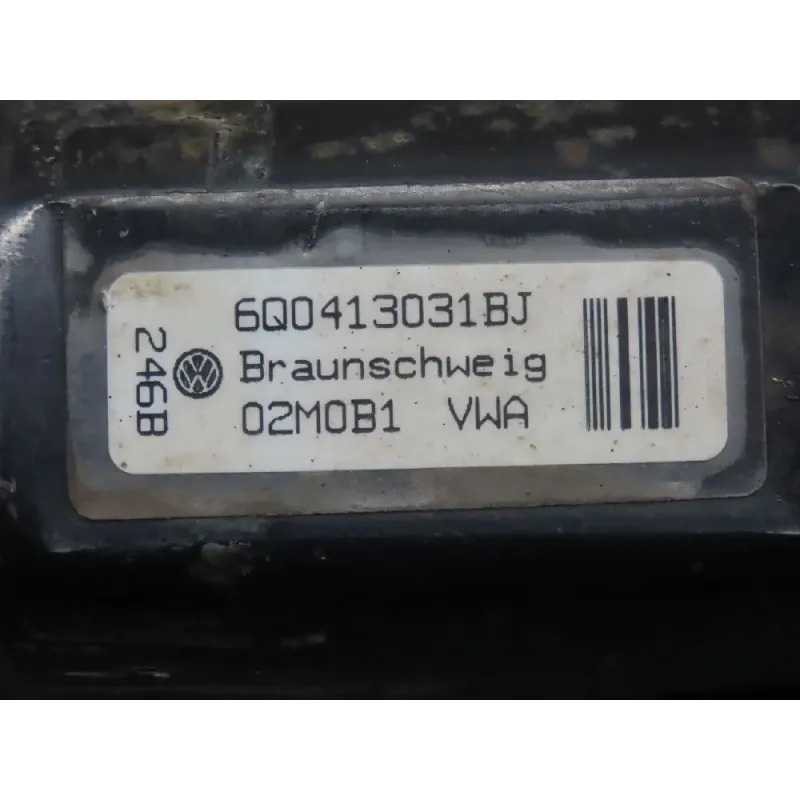 6Q0413031BJ
Braunschweig
02M0B1 VWA
246B